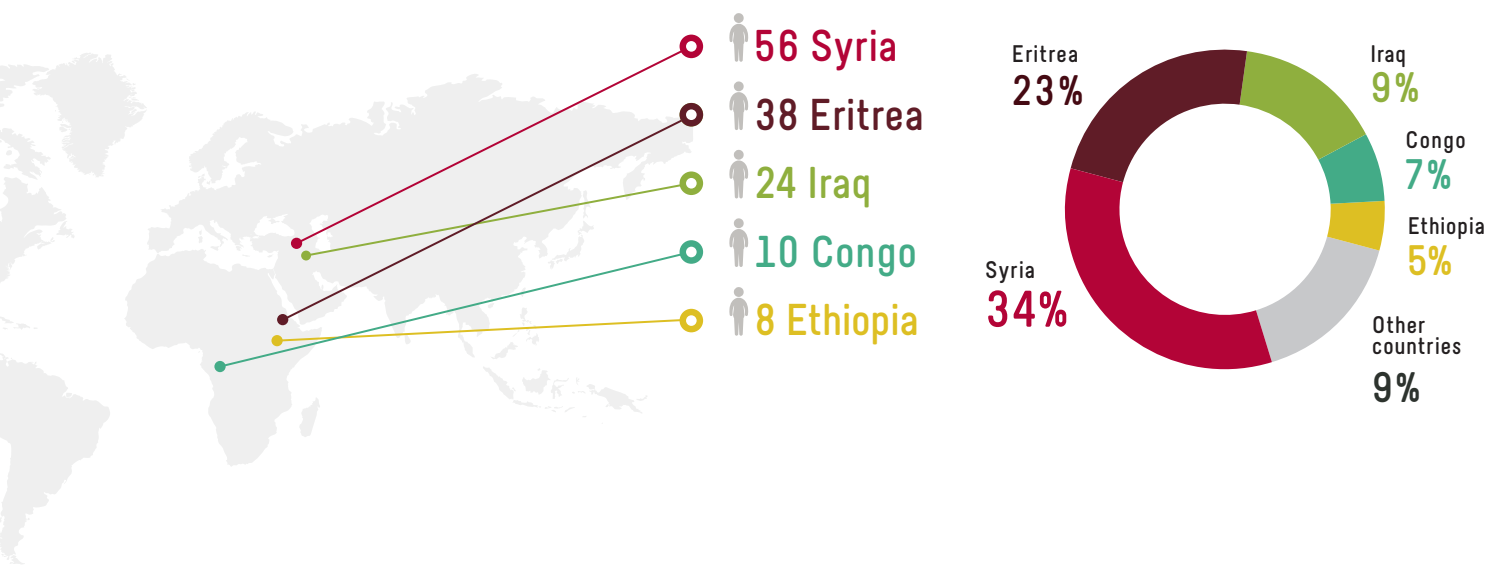 56 Syria
38 Eritrea
24 Iraq
10 Congo
8 Ethiopia
Eritrea
23%
Iraq
9%
Congo
7%
Ethiopia
5%
Syria
34%
Other
countries
9%